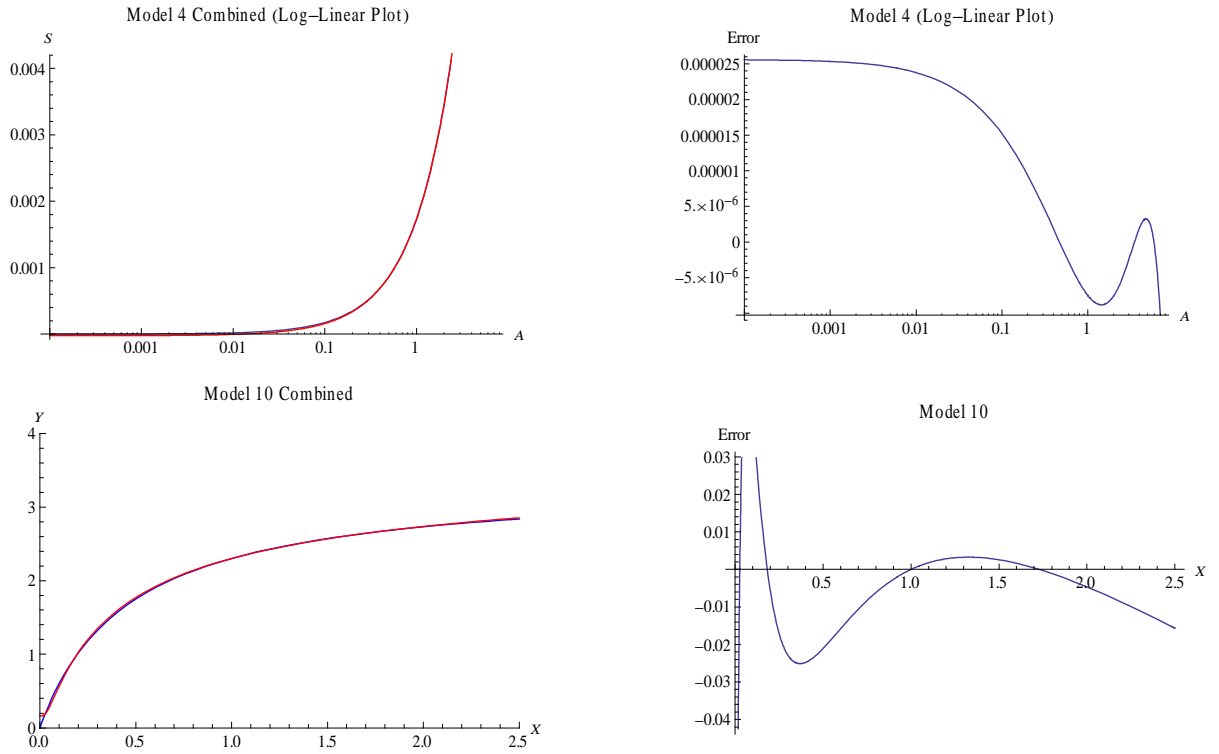 Model 4 Combined (Log–Linear Plot)
S
0.004
0.003
0.002
0.001
0.001 0.01 0.1 1 A
Model 4 (Log–Linear Plot)
Error
0.000025
0.00002
0.000015
0.00001
5.×10⁻⁶
0
−5.×10⁻⁶
0.001 0.01 0.1 1 A
Model 10 Combined
Y
4
3
2
1
0
0.0 0.5 1.0 1.5 2.0 2.5 X
Model 10
Error
0.03
0.02
0.01
0.5 1.0 1.5 2.0 2.5 X
−0.01
−0.02
−0.03
−0.04